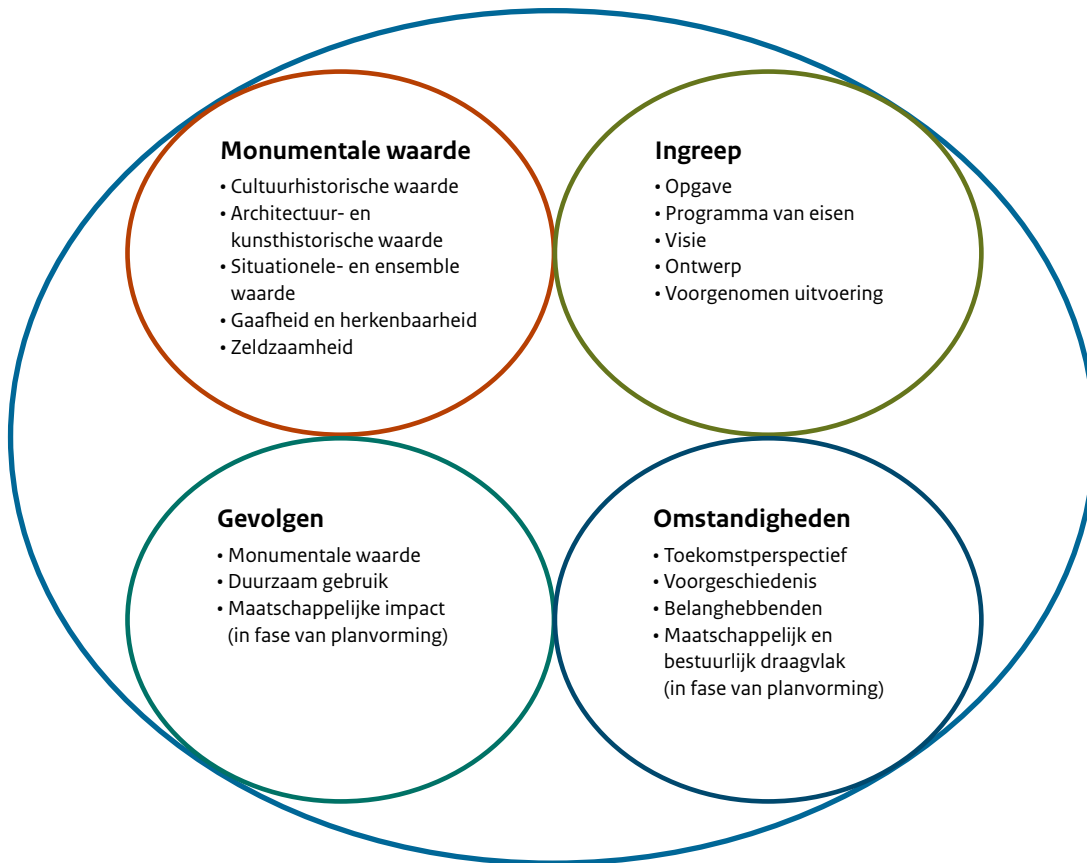 Monumentale waarde
• Cultuurhistorische waarde
• Architectuur- en
kunsthistorische waarde
• Situationele- en ensemble
waarde
• Gaafheid en herkenbaarheid
• Zeldzaamheid
Ingreep
• Opgave
• Programma van eisen
• Visie
• Ontwerp
• Voorgenomen uitvoering
Gevolgen
• Monumentale waarde
• Duurzaam gebruik
• Maatschappelijke impact
(in fase van planvorming)
Omstandigheden
• Toekomstperspectief
• Voorgeschiedenis
• Belanghebbenden
• Maatschappelijk en
bestuurlijk draagvlak
(in fase van planvorming)